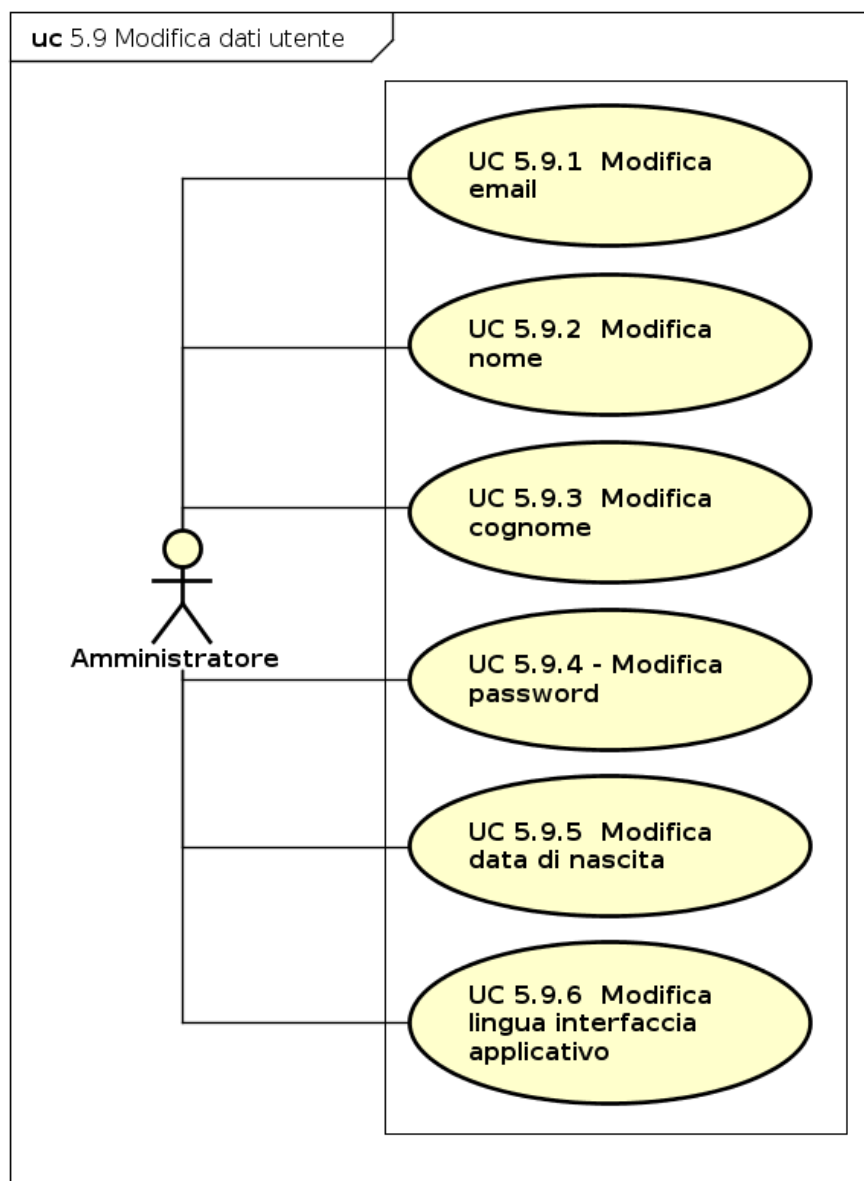 uc 5.9 Modifica dati utente
UC 5.9.1 Modifica
email
UC 5.9.2 Modifica
nome
UC 5.9.3 Modifica
cognome
Amministratore
UC 5.9.4 - Modifica
password
UC 5.9.5 Modifica
data di nascita
UC 5.9.6 Modifica
lingua interfaccia
applicativo